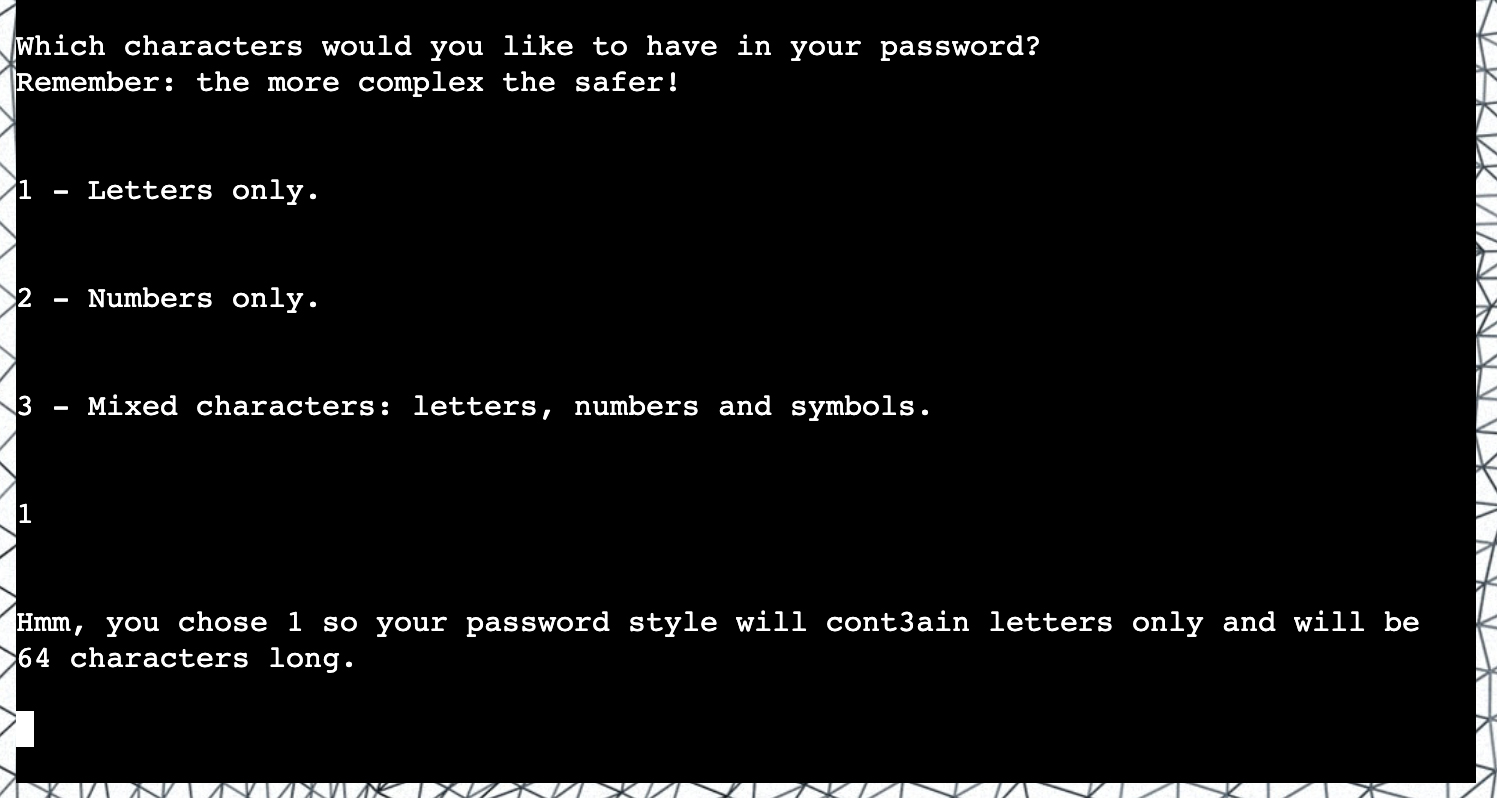 Which characters would you like to have in your password?
Remember: the more complex the safer!
1 - Letters only.
2 - Numbers only.
3 - Mixed characters: letters, numbers and symbols.
1
Hmm, you chose 1 so your password style will cont3ain letters only and will be
64 characters long.